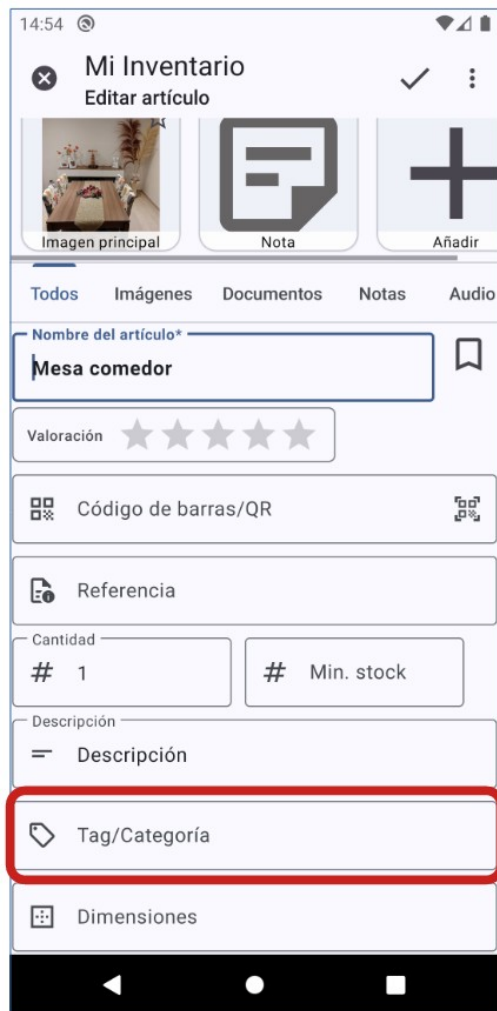 14:54
Mi Inventario
Editar artículo
Imagen principal
Nota
Añadir
Todos Imágenes Documentos Notas Audio
Nombre del artículo*
Mesa comedor
Valoración
Código de barras/QR
Referencia
Cantidad
# 1
# Min. stock
Descripción
Descripción
Tag/Categoría
Dimensiones